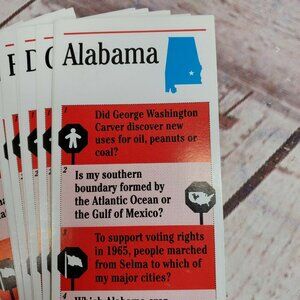 Alabama
1
Did George Washington
Carver discover new
uses for oil, peanuts or
coal?
2
Is my southern
boundary formed by
the Atlantic Ocean or
the Gulf of Mexico?
3
To support voting rights
in 1965, people marched
from Selma to which of
my major cities?
4
Which Alabama